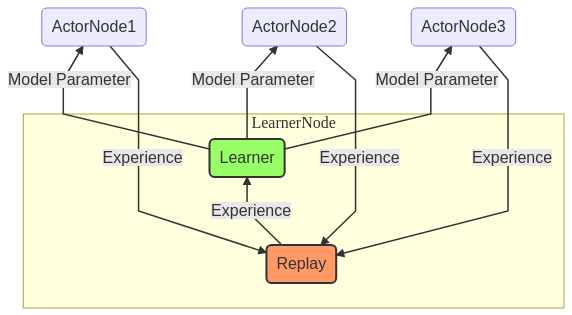 ActorNode1
ActorNode2
ActorNode3
Model Parameter
Model Parameter
Model Parameter
LearnerNode
Learner
Experience
Experience
Experience
Experience
Replay